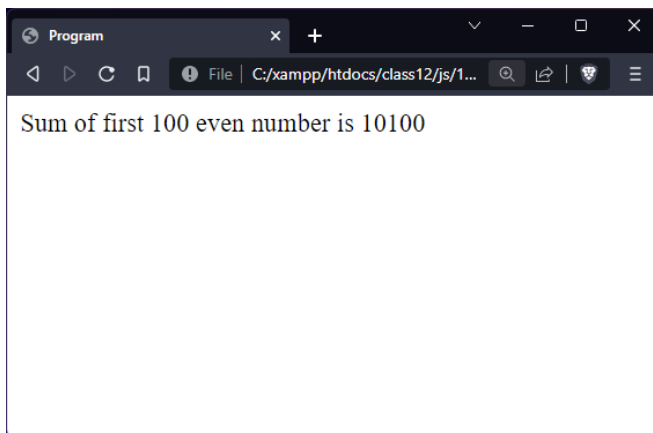 Program
File C:/xampp/htdocs/class12/js/1...
Sum of first 100 even number is 10100